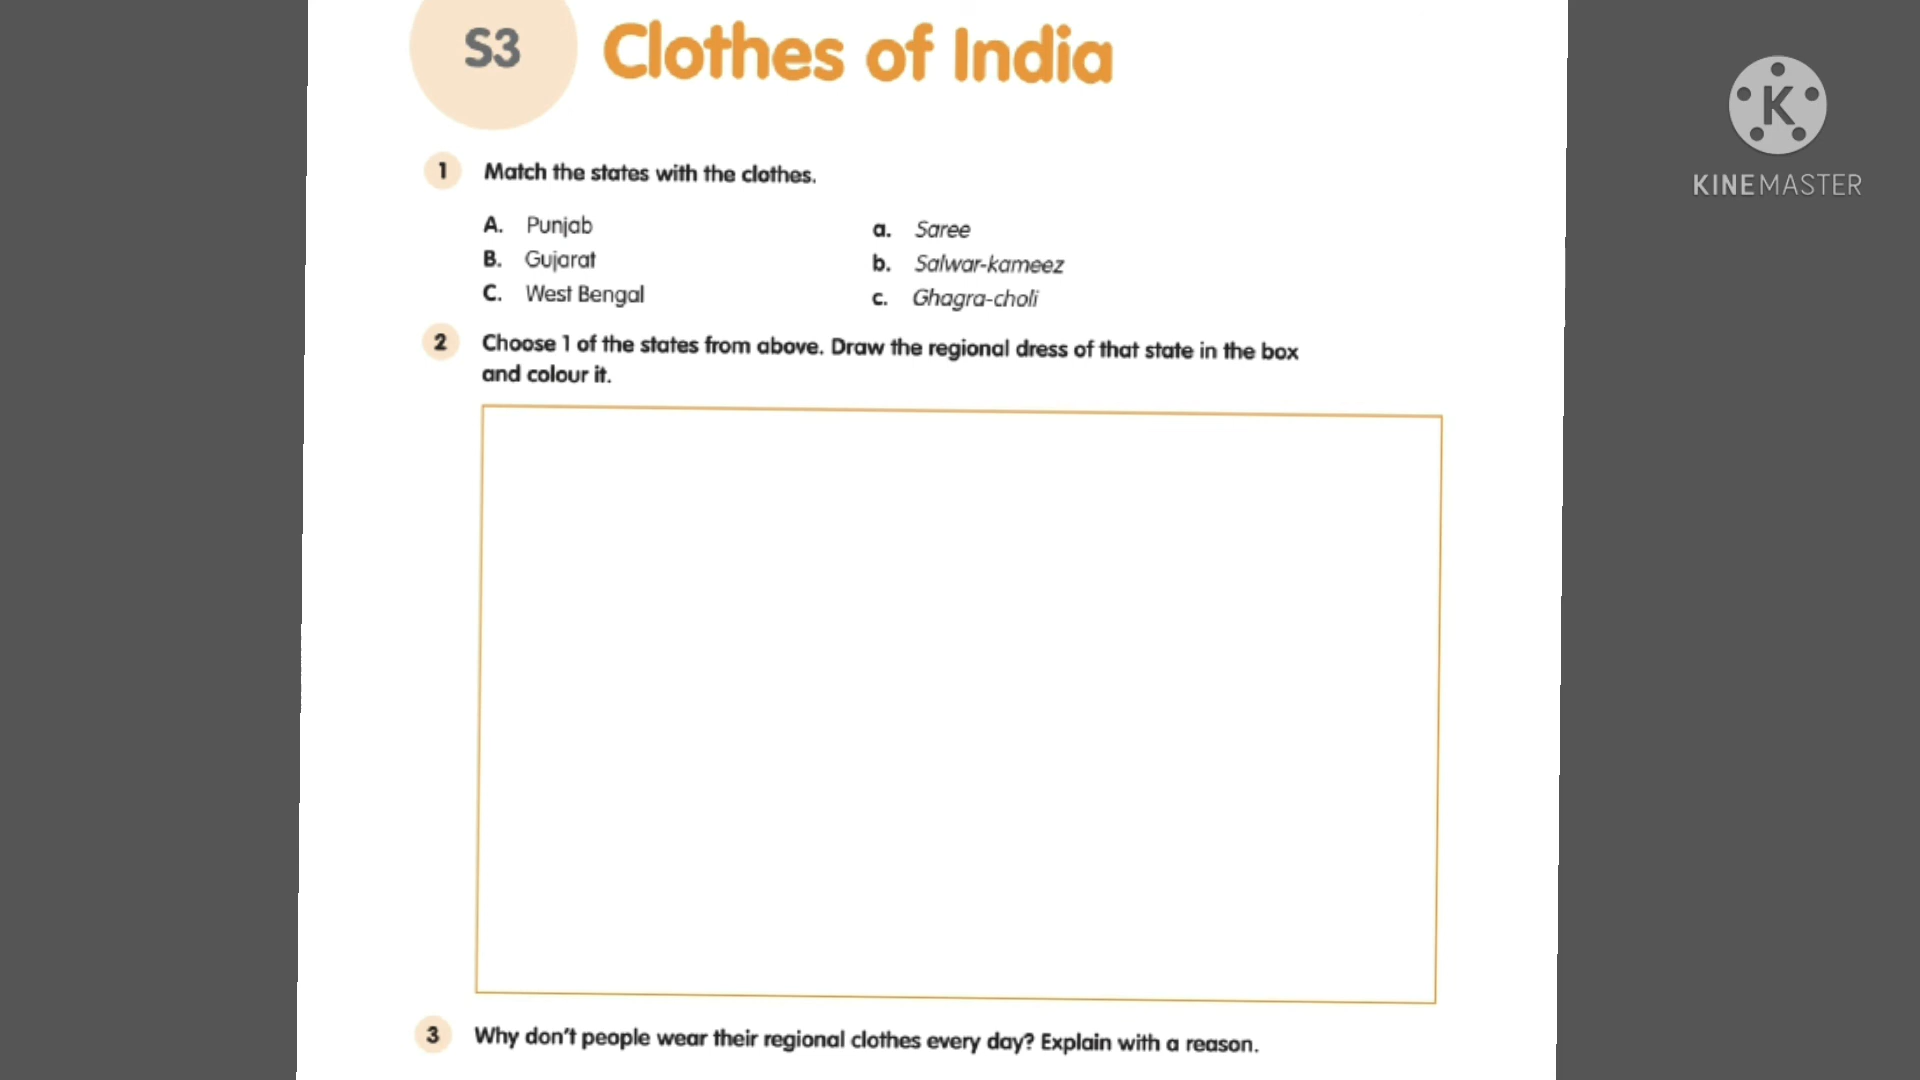 S3 Clothes of India
1 Match the states with the clothes.
A. Punjab a. Saree
B. Gujarat b. Salwar-kameez
C. West Bengal c. Ghagra-choli
2 Choose 1 of the states from above. Draw the regional dress of that state in the box
and colour it.
3 Why don't people wear their regional clothes every day? Explain with a reason.
K
KINEMASTER